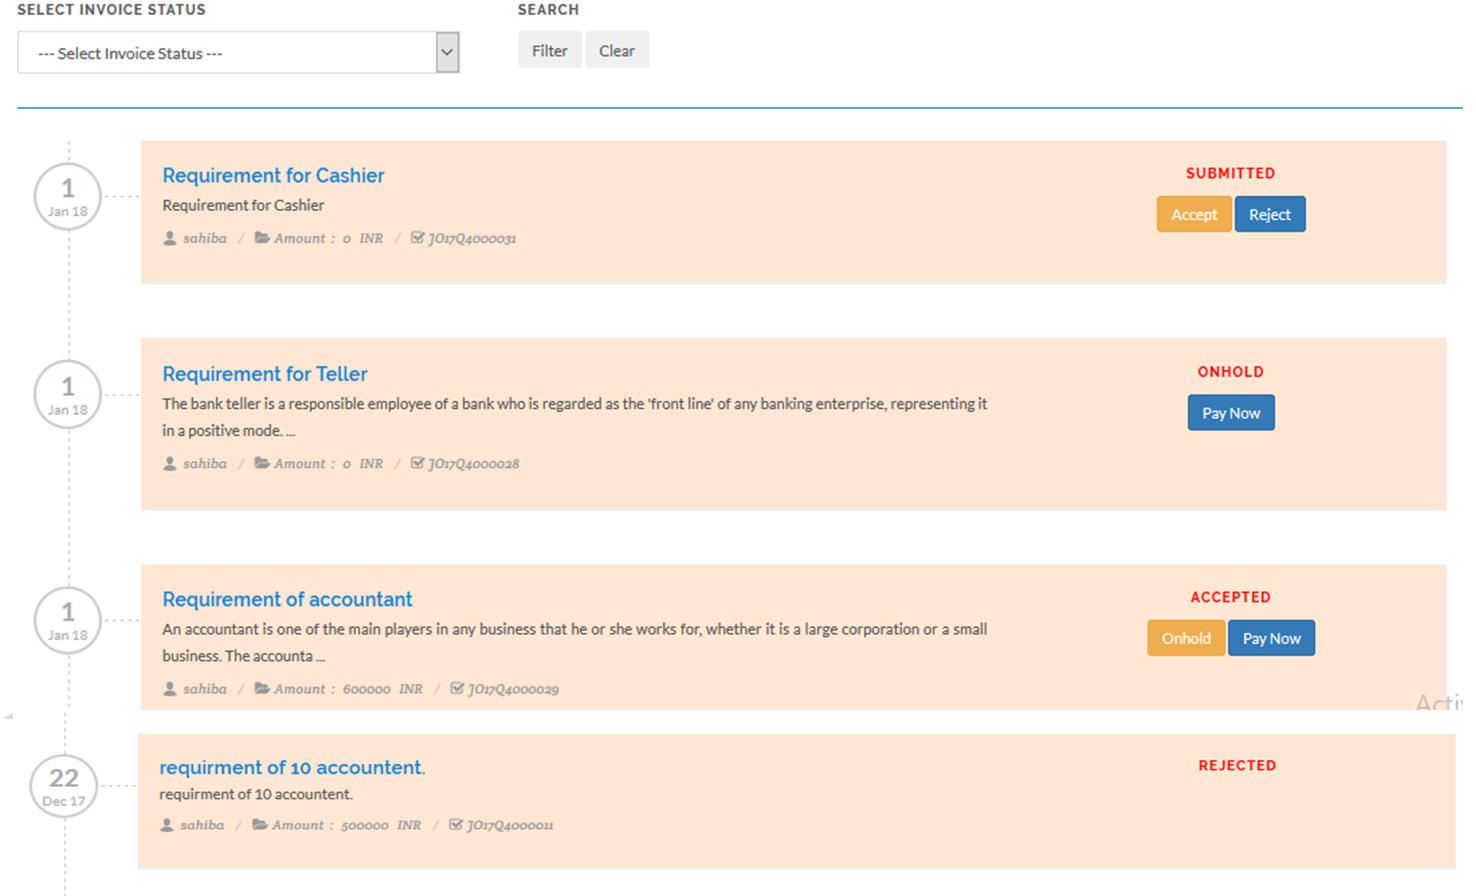 SELECT INVOICE STATUS
SEARCH
--- Select Invoice Status ---
Filter
Clear
1
Jan 18
Requirement for Cashier
Requirement for Cashier
sahiba / Amount : 0 INR / JO17Q4000031
SUBMITTED
Accept
Reject
1
Jan 18
Requirement for Teller
The bank teller is a responsible employee of a bank who is regarded as the 'front line' of any banking enterprise, representing it
in a positive mode. ...
sahiba / Amount : 0 INR / JO17Q4000028
ONHOLD
Pay Now
1
Jan 18
Requirement of accountant
An accountant is one of the main players in any business that he or she works for, whether it is a large corporation or a small
business. The accounta ...
sahiba / Amount : 600000 INR / JO17Q4000029
ACCEPTED
Onhold
Pay Now
Activ
22
Dec 17
requirment of 10 accountent.
requirment of 10 accountent.
sahiba / Amount : 500000 INR / JO17Q4000011
REJECTED